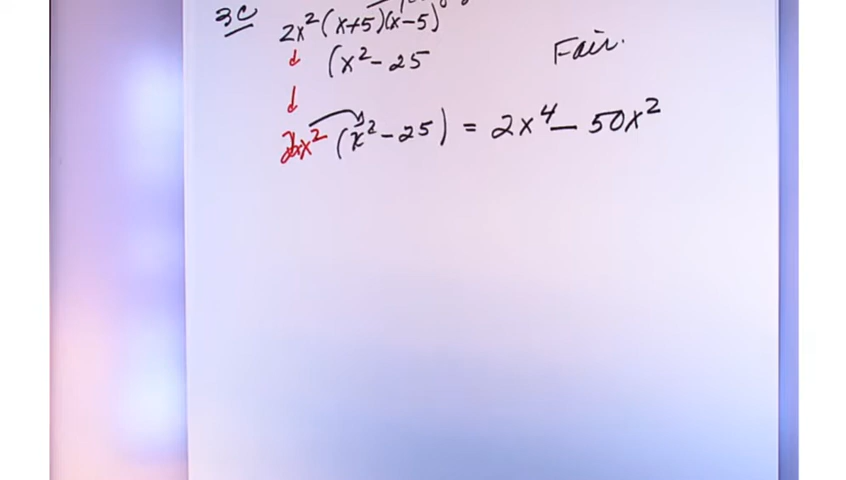 3c
2x²(x+5)(x-5)
(x²-25
Fair.
2x² (x²-25) = 2x⁴ - 50x²